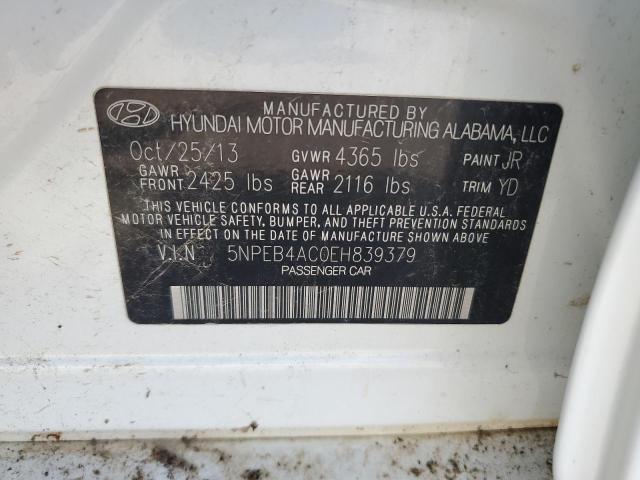 MANUFACTURED BY
HYUNDAI MOTOR MANUFACTURING ALABAMA, LLC
Oct/25/13 GVWR 4365 lbs PAINT JR
GAWR FRONT 2425 lbs GAWR REAR 2116 lbs TRIM YD
THIS VEHICLE CONFORMS TO ALL APPLICABLE U.S.A. FEDERAL
MOTOR VEHICLE SAFETY, BUMPER, AND THEFT PREVENTION STANDARDS
IN EFFECT ON THE DATE OF MANUFACTURE SHOWN ABOVE.
V.I.N 5NPEB4AC0EH839379
PASSENGER CAR